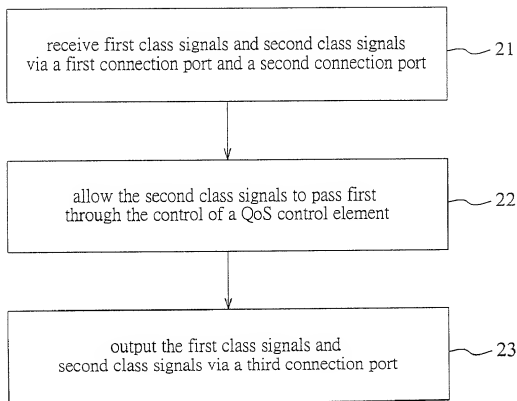 receive first class signals and second class signals
via a first connection port and a second connection port
21
allow the second class signals to pass first
through the control of a QoS control element
22
output the first class signals and
second class signals via a third connection port
23